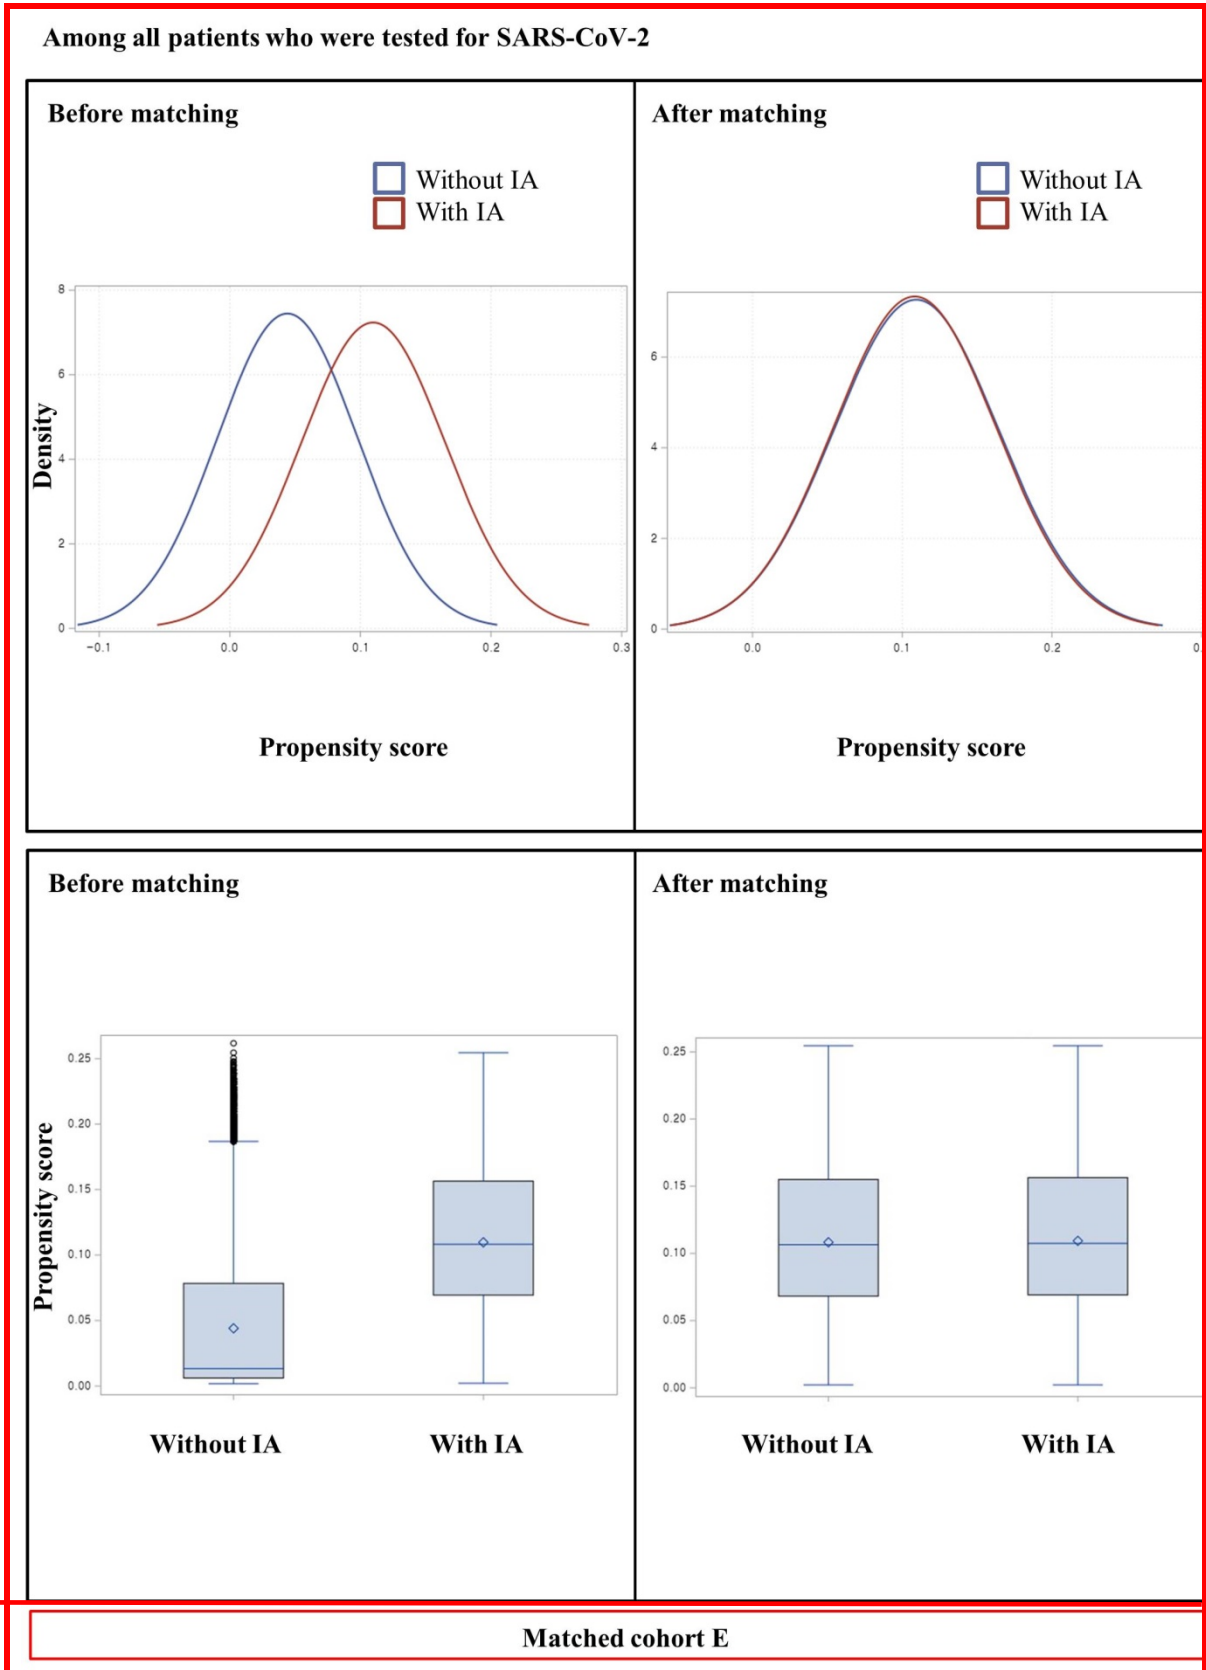 Among all patients who were tested for SARS-CoV-2
Before matching
Without IA
With IA
Density
8
6
4
2
0
−0.1
0.0
0.1
0.2
0.3
Propensity score
After matching
Without IA
With IA
6
4
2
0
0.0
0.1
0.2
Propensity score
Before matching
Propensity score
0.25
0.20
0.15
0.10
0.05
0.00
Without IA
With IA
After matching
0.25
0.20
0.15
0.10
0.05
0.00
Without IA
With IA
Matched cohort E